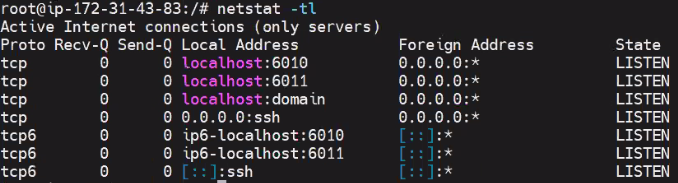 root@ip-172-31-43-83:/# netstat -tl
Active Internet connections (only servers)
Proto Recv-Q Send-Q Local Address           Foreign Address         State
tcp        0      0 localhost:6010          0.0.0.0:*               LISTEN
tcp        0      0 localhost:6011          0.0.0.0:*               LISTEN
tcp        0      0 localhost:domain        0.0.0.0:*               LISTEN
tcp        0      0 0.0.0.0:ssh             0.0.0.0:*               LISTEN
tcp6       0      0 ip6-localhost:6010      [::]:*                  LISTEN
tcp6       0      0 ip6-localhost:6011      [::]:*                  LISTEN
tcp6       0      0 [::]:ssh                [::]:*                  LISTEN